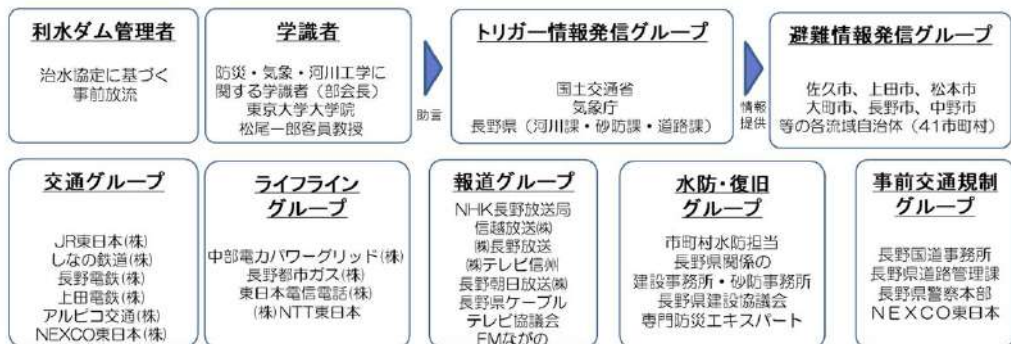 利水ダム管理者
治水協定に基づく
事前放流
学識者
防災・気象・河川工学に
関する学識者（部会長）
東京大学大学院
松尾一郎客員教授
助言
トリガー情報発信グループ
国土交通省
気象庁
長野県（河川課・砂防課・道路課）
情報
提供
避難情報発信グループ
佐久市、上田市、松本市
大町市、長野市、中野市
等の各流域自治体（41市町村）
交通グループ
JR東日本(株)
しなの鉄道(株)
長野電鉄(株)
上田電鉄(株)
アルピコ交通(株)
NEXCO東日本(株)
ライフライン
グループ
中部電力パワーグリッド(株)
長野都市ガス(株)
東日本電信電話(株)
(株)NTT東日本
報道グループ
NHK長野放送局
信越放送㈱
㈱長野放送
㈱テレビ信州
長野朝日放送㈱
長野県ケーブル
テレビ協議会
FMながの
水防・復旧
グループ
市町村水防担当
長野県関係の
建設事務所・砂防事務所
長野県建設協議会
専門防災エキスパート
事前交通規制
グループ
長野国道事務所
長野県道路管理課
長野県警察本部
NEXCO東日本